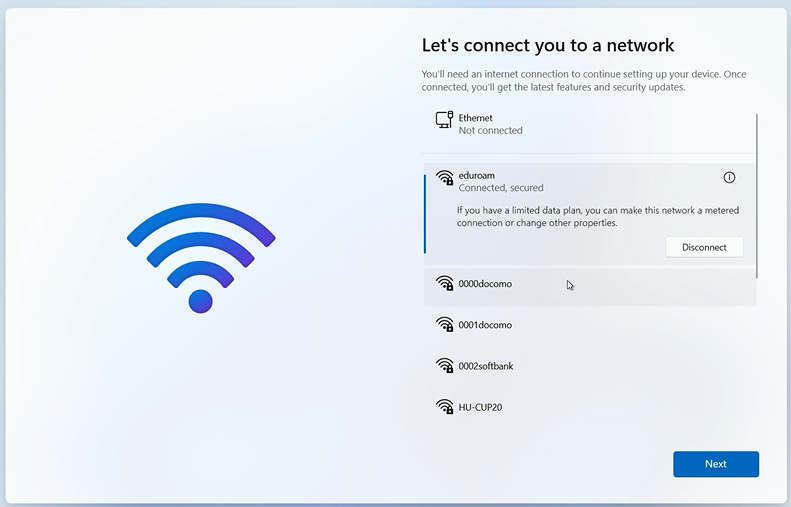 Let's connect you to a network
You'll need an internet connection to continue setting up your device. Once
connected, you'll get the latest features and security updates.
Ethernet
Not connected
eduroam
Connected, secured
If you have a limited data plan, you can make this network a metered
connection or change other properties.
Disconnect
0000docomo
0001docomo
0002softbank
HU-CUP20
Next